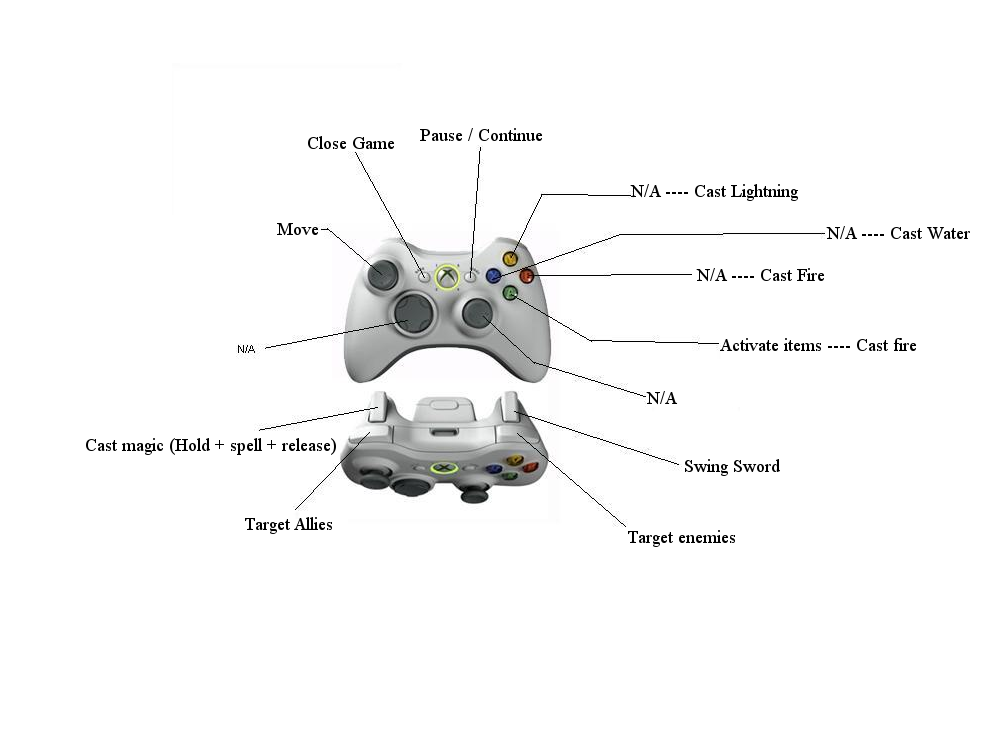 Pause / Continue
Close Game
N/A ---- Cast Lightning
Move
N/A ---- Cast Water
N/A ---- Cast Fire
N/A
Activate items ---- Cast fire
N/A
Cast magic (Hold + spell + release)
Swing Sword
Target Allies
Target enemies